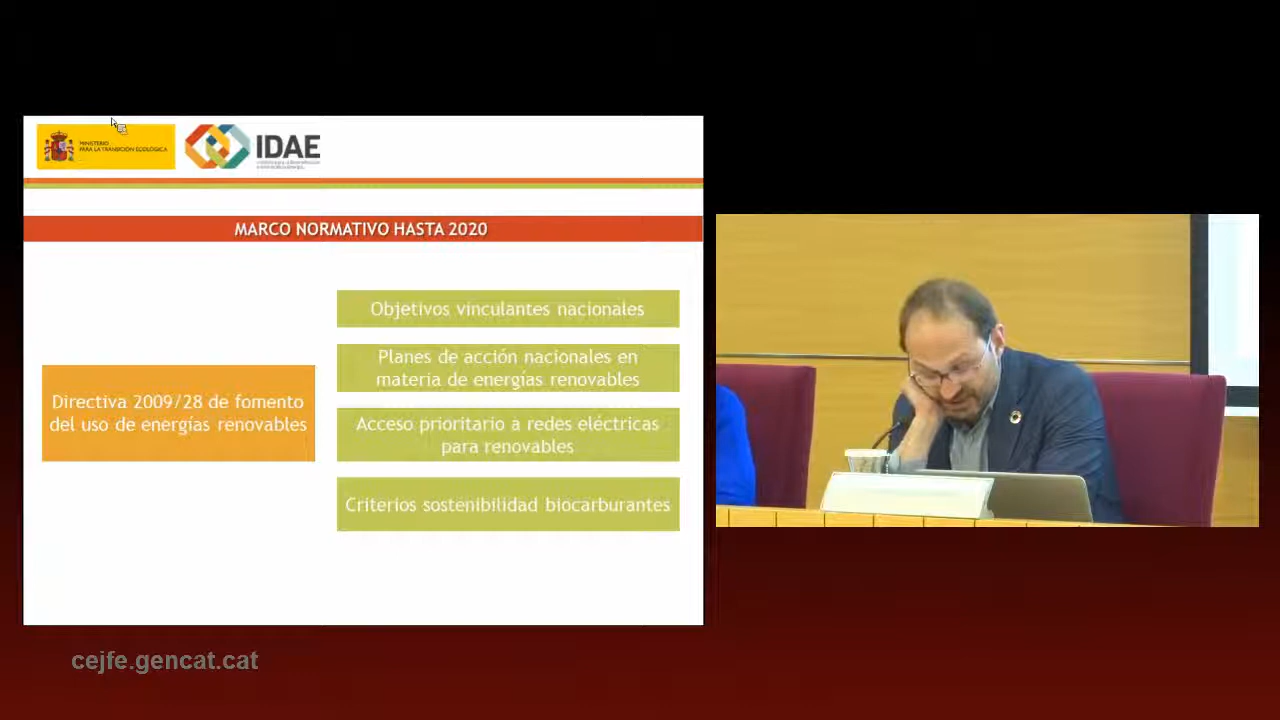 MINISTERIO
PARA LA TRANSICIÓN ECOLÓGICA
IDAE
MARCO NORMATIVO HASTA 2020
Objetivos vinculantes nacionales
Planes de acción nacionales en
materia de energías renovables
Directiva 2009/28 de fomento
del uso de energías renovables
Acceso prioritario a redes eléctricas
para renovables
Criterios sostenibilidad biocarburantes
cejfe.gencat.cat